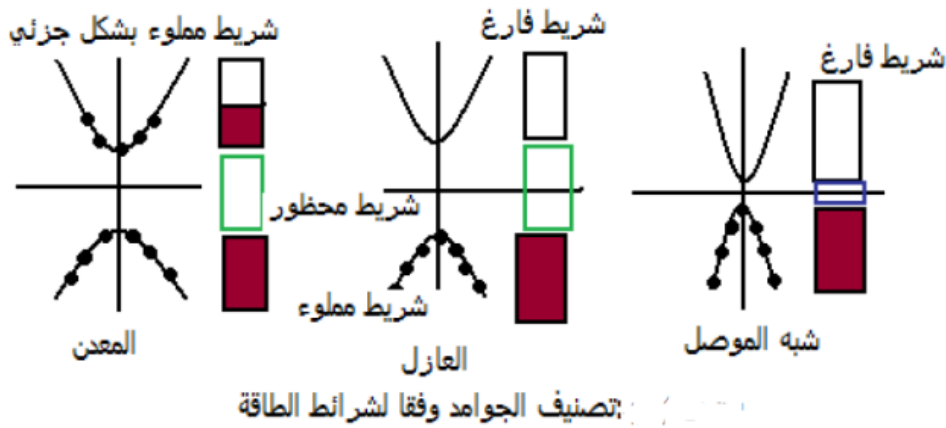 شريط مملوء بشكل جزئي
شريط فارغ
شريط فارغ
شريط محظور
شريط مملوء
المعدن
العازل
شبه الموصل
تصنيف الجوامد وفقا لشرائط الطاقة: